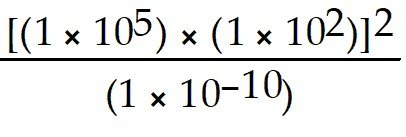 [(1 × 10⁵) × (1 × 10²)]²
(1 × 10⁻¹⁰)